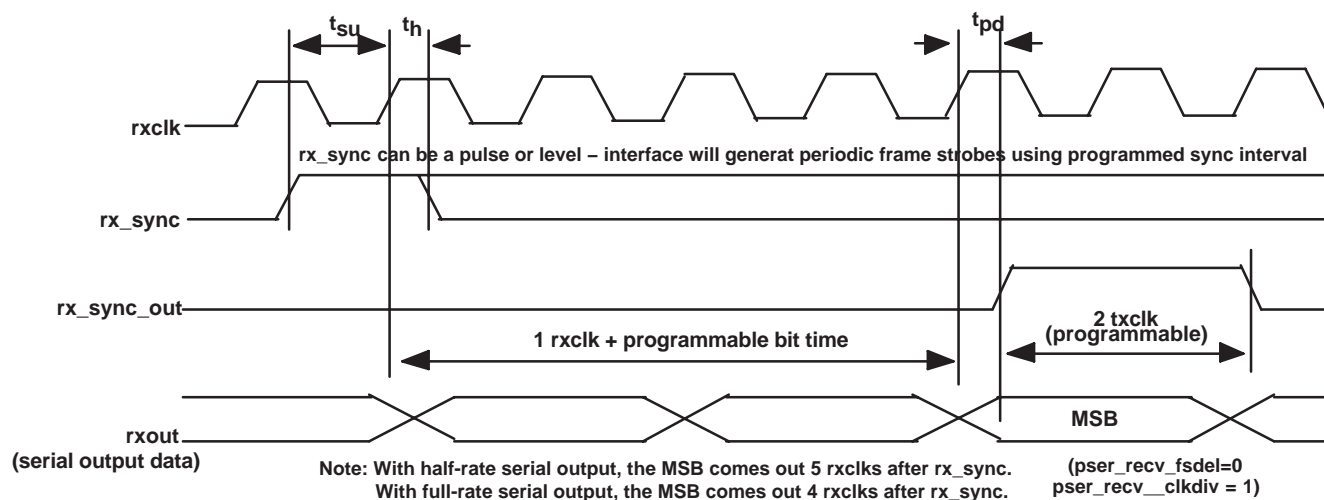 tsu th tpd
rxclk
rx_sync can be a pulse or level – interface will generat periodic frame strobes using programmed sync interval
rx_sync
rx_sync_out
2 txclk
(programmable)
1 rxclk + programmable bit time
MSB
rxout
(serial output data)
Note: With half-rate serial output, the MSB comes out 5 rxclks after rx_sync.
With full-rate serial output, the MSB comes out 4 rxclks after rx_sync.
(pser_recv_fsdel=0
pser_recv__clkdiv = 1)